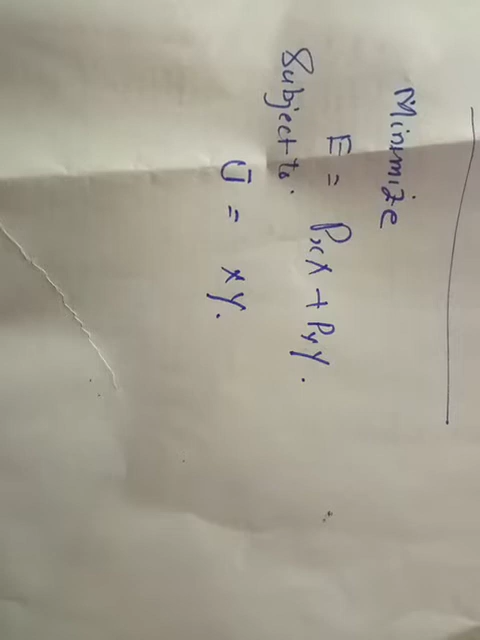 Minimize
E = Pxx + Pyy.
Subject to.
Ū = xy.